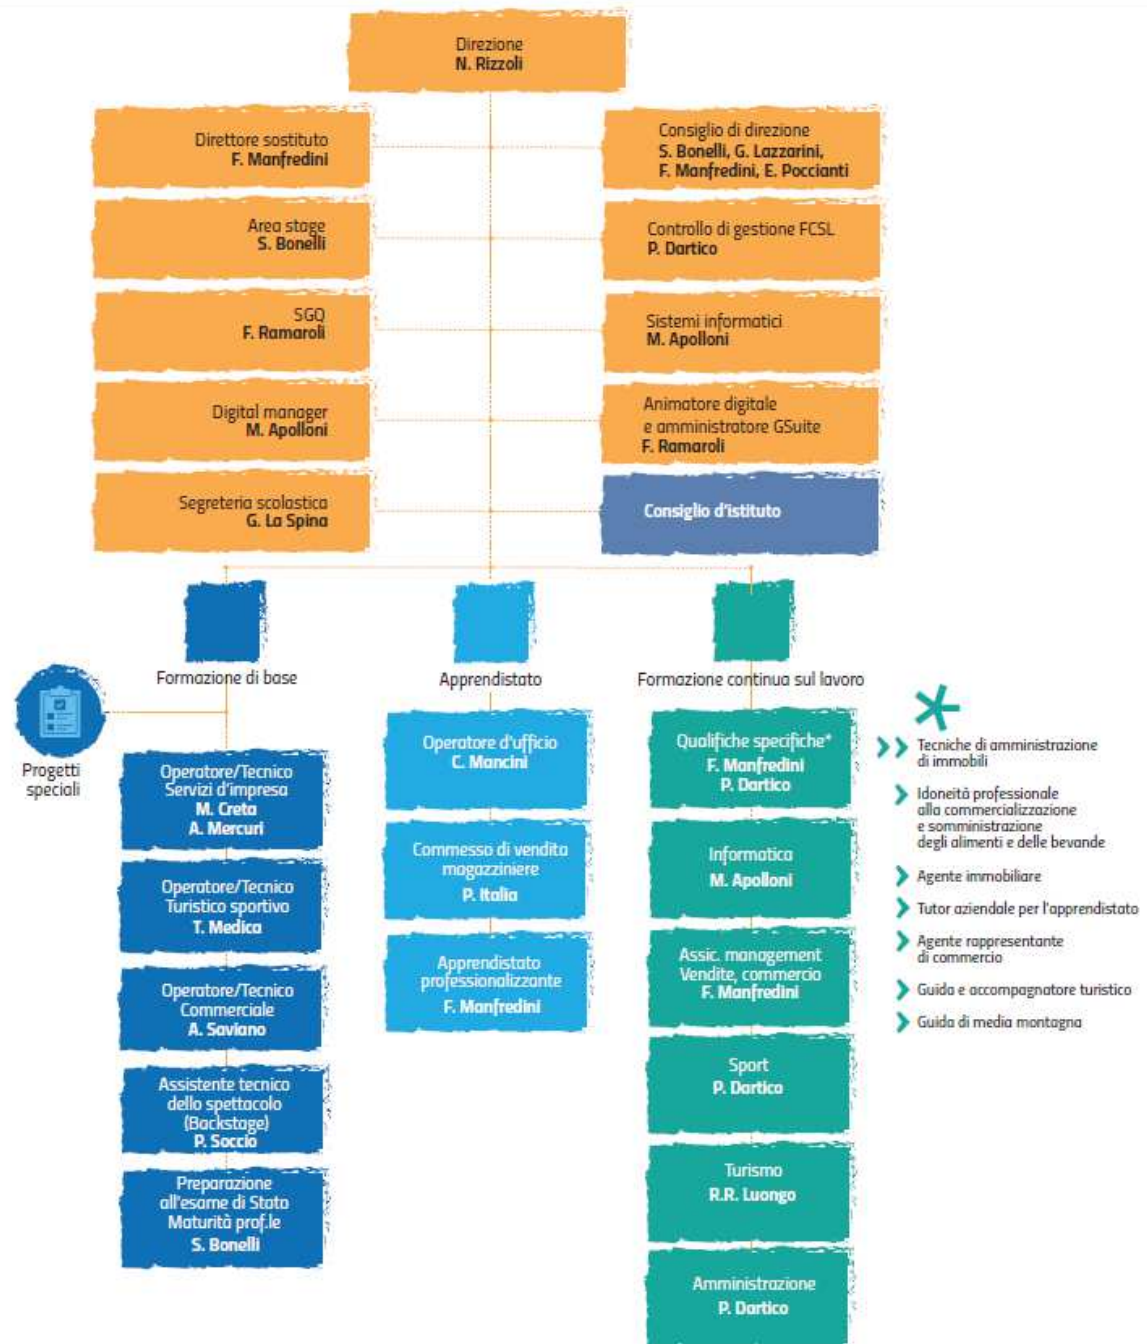 Direzione
N. Rizzoli
Direttore sostituto
F. Manfredini
Consiglio di direzione
S. Bonelli, G. Lazzarini,
F. Manfredini, E. Poccianti
Area stage
S. Bonelli
Controllo di gestione FCSL
P. Dartico
SGQ
F. Ramaroli
Sistemi informatici
M. Apolloni
Digital manager
M. Apolloni
Animatore digitale
e amministratore GSuite
F. Ramaroli
Segreteria scolastica
G. La Spina
Consiglio d'istituto
Formazione di base
Progetti
speciali
Operatore/Tecnico
Servizi d'impresa
M. Creta
A. Mercuri
Operatore/Tecnico
Turistico sportivo
T. Medica
Operatore/Tecnico
Commerciale
A. Saviano
Assistente tecnico
dello spettacolo
(Backstage)
P. Soccio
Preparazione
all'esame di Stato
Maturità prof.le
S. Bonelli
Apprendistato
Operatore d'ufficio
C. Mancini
Commesso di vendita
magazziniere
P. Italia
Apprendistato
professionalizzante
F. Manfredini
Formazione continua sul lavoro
Qualifiche specifiche*
F. Manfredini
P. Dartico
Informatica
M. Apolloni
Assic. management
Vendite, commercio
F. Manfredini
Sport
P. Dartico
Turismo
R.R. Luongo
Amministrazione
P. Dartico
*
Tecniche di amministrazione
di immobili
Idoneità professionale
alla commercializzazione
e somministrazione
degli alimenti e delle bevande
Agente immobiliare
Tutor aziendale per l'apprendistato
Agente rappresentante
di commercio
Guida e accompagnatore turistico
Guida di media montagna